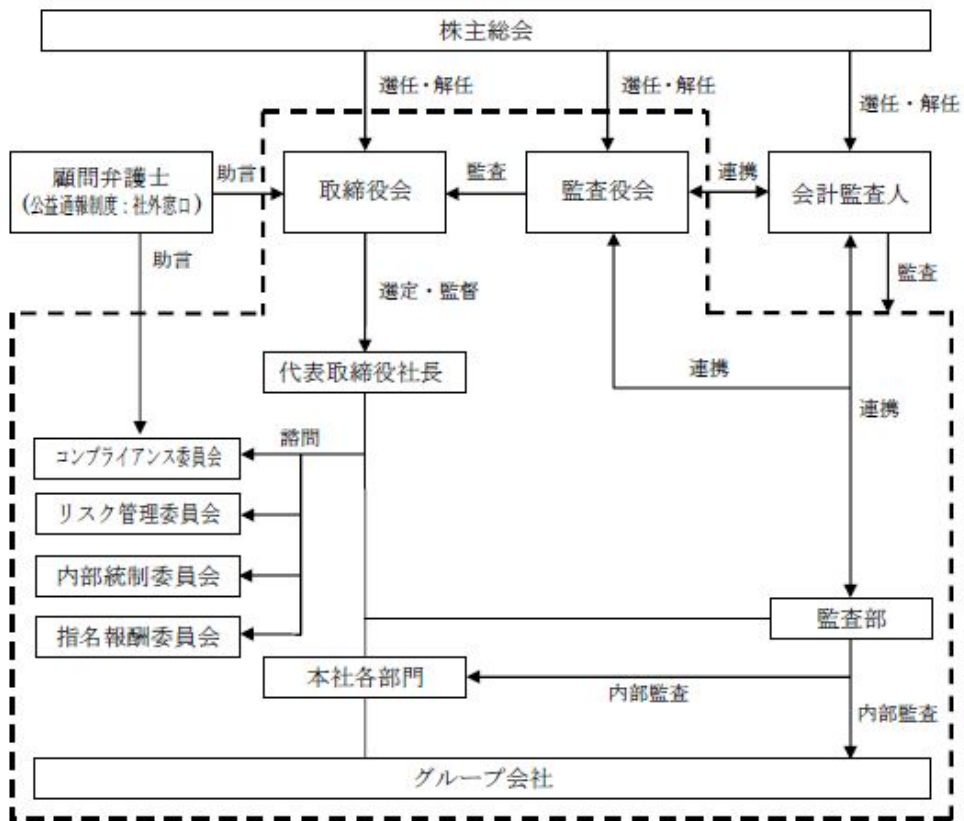 株主総会
選任・解任
選任・解任
選任・解任
顧問弁護士
(公益通報制度：社外窓口)
助言
取締役会
監査
監査役会
連携
会計監査人
助言
監査
選定・監督
代表取締役社長
連携
連携
諮問
コンプライアンス委員会
リスク管理委員会
内部統制委員会
指名報酬委員会
監査部
本社各部門
内部監査
内部監査
グループ会社